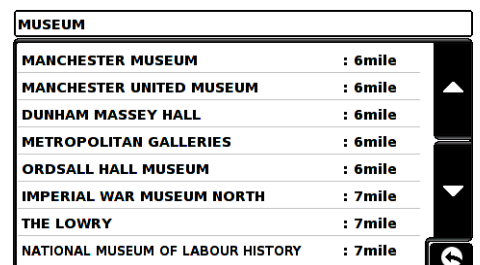 MUSEUM
MANCHESTER MUSEUM : 6mile
MANCHESTER UNITED MUSEUM : 6mile
DUNHAM MASSEY HALL : 6mile
METROPOLITAN GALLERIES : 6mile
ORDSALL HALL MUSEUM : 6mile
IMPERIAL WAR MUSEUM NORTH : 7mile
THE LOWRY : 7mile
NATIONAL MUSEUM OF LABOUR HISTORY : 7mile